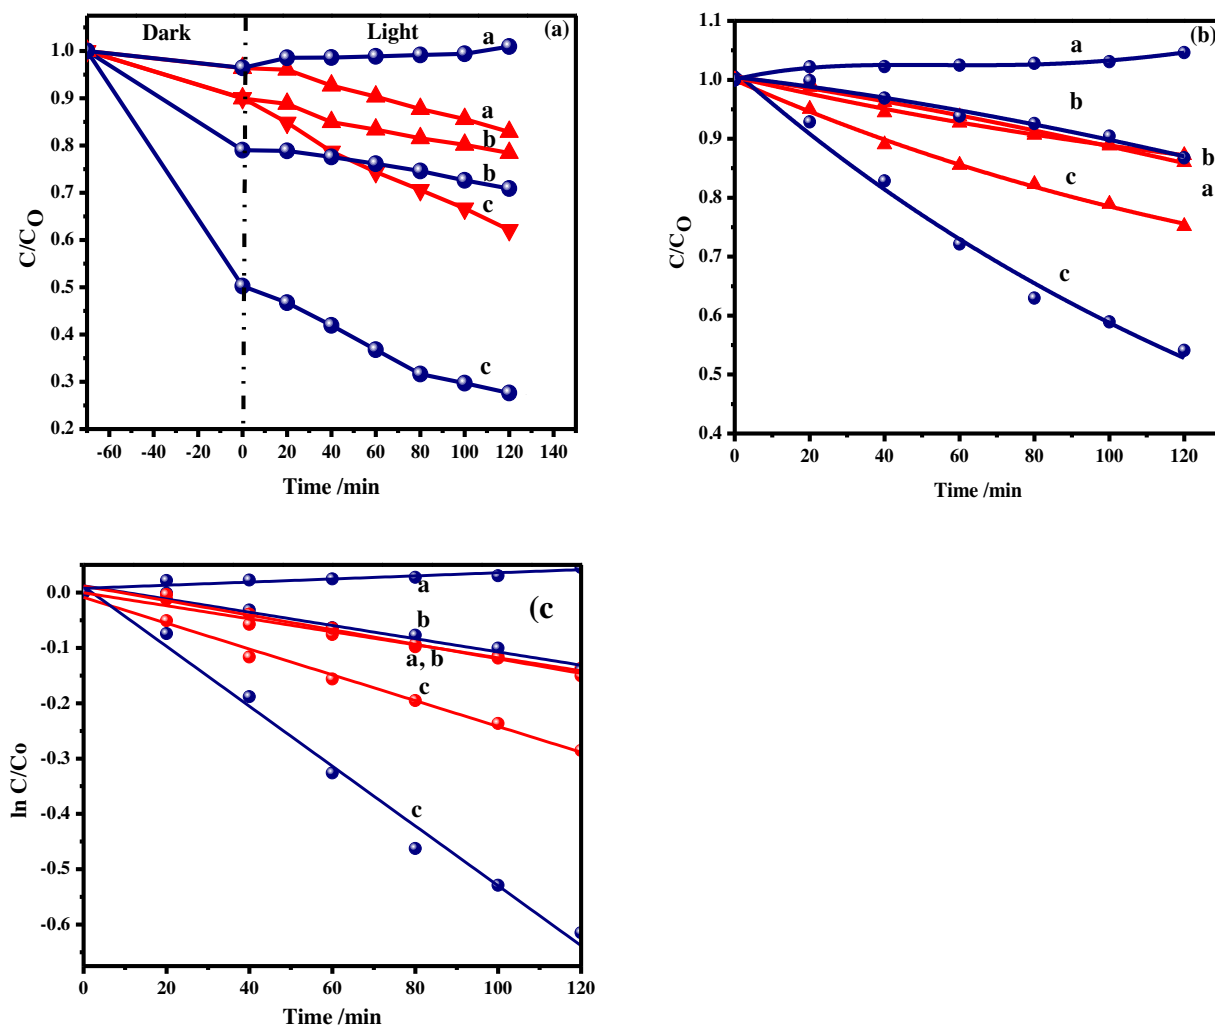 Dark
Light
(a)
a
a
b
b
c
c
1.0
0.9
0.8
0.7
0.6
0.5
0.4
0.3
0.2
C/CO
-60 -40 -20 0 20 40 60 80 100 120 140
Time /min
(b)
a
b
b
a
c
c
1.1
1.0
0.9
0.8
0.7
0.6
0.5
0.4
C/CO
0 20 40 60 80 100 120
Time /min
(c
a
b
a, b
c
c
0.0
-0.1
-0.2
-0.3
-0.4
-0.5
-0.6
ln C/Co
0 20 40 60 80 100 120
Time /min